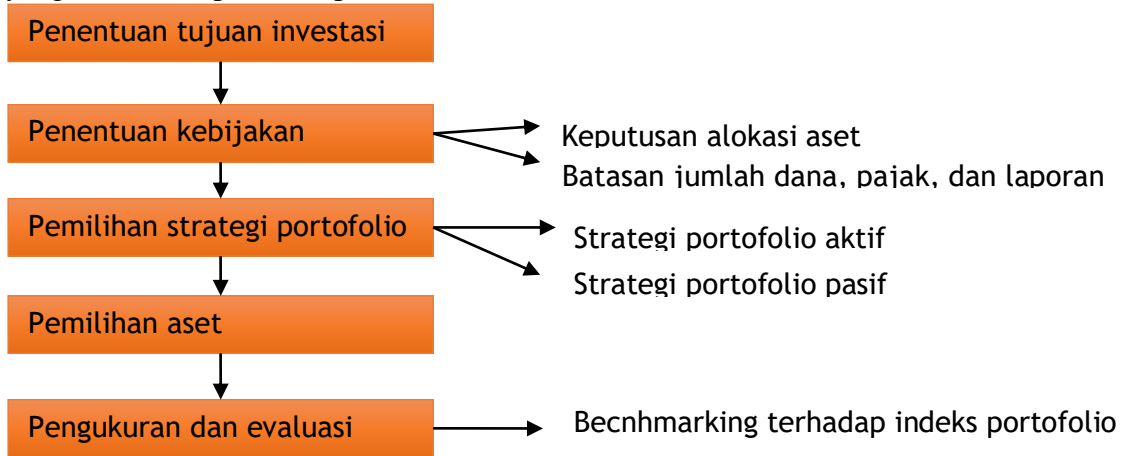 Penentuan tujuan investasi
Penentuan kebijakan
Keputusan alokasi aset
Batasan jumlah dana, pajak, dan laporan
Pemilihan strategi portofolio
Strategi portofolio aktif
Strategi portofolio pasif
Pemilihan aset
Pengukuran dan evaluasi
Becnhmarking terhadap indeks portofolio